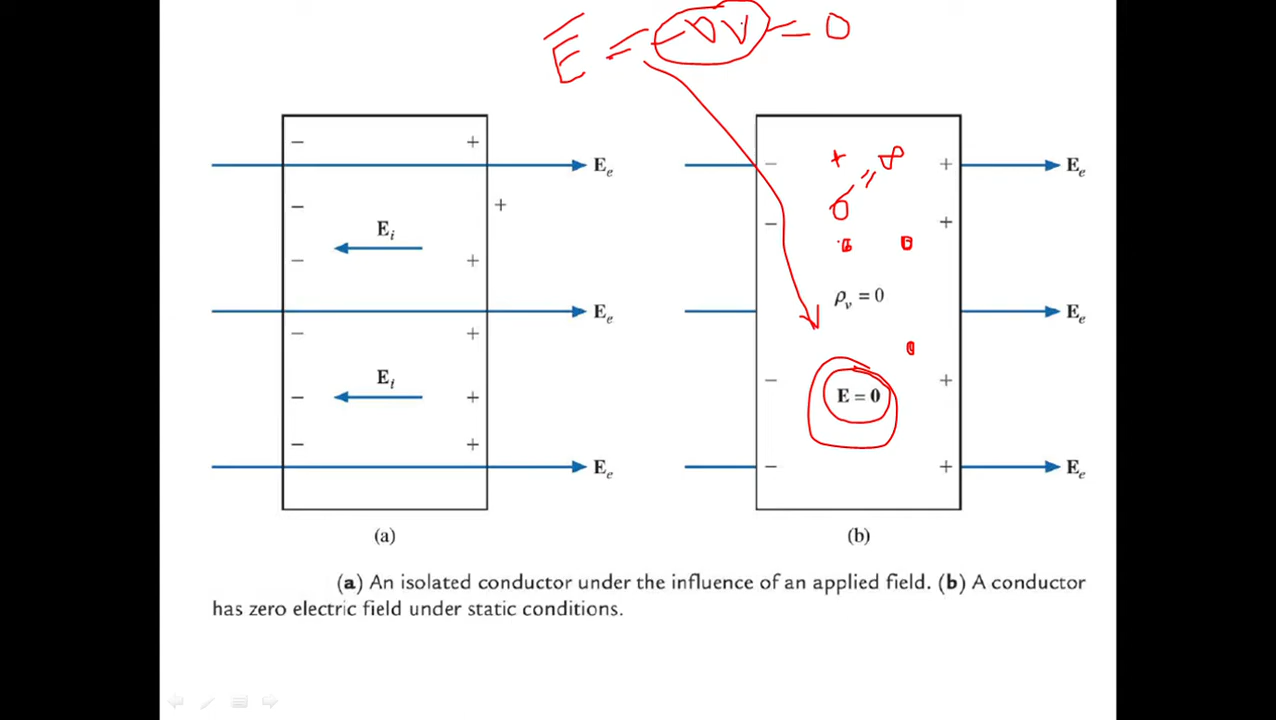 E̅ = -∇V = 0
− + − +
E_e E_e
+ ∞
− + =
σ
− +
E_i
− +
ρ_v = 0
E_e E_e
− +
E_i − +
− + E = 0
− +
E_e − + E_e
(a) (b)
(a) An isolated conductor under the influence of an applied field. (b) A conductor
has zero electric field under static conditions.